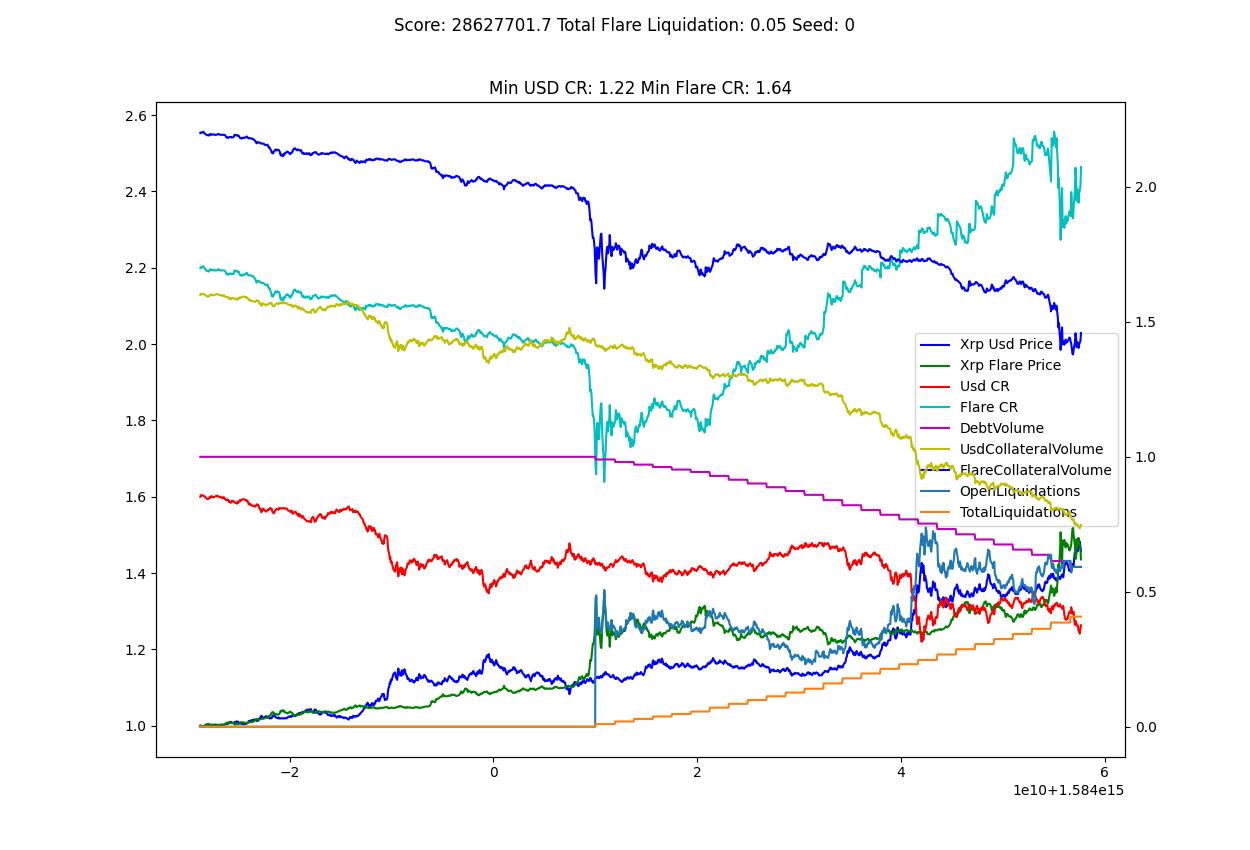 Score: 28627701.7 Total Flare Liquidation: 0.05 Seed: 0
Min USD CR: 1.22 Min Flare CR: 1.64
2.6
2.4
2.2
2.0
1.8
1.6
1.4
1.2
1.0
2.0
1.5
1.0
0.5
0.0
Xrp Usd Price
Xrp Flare Price
Usd CR
Flare CR
DebtVolume
UsdCollateralVolume
FlareCollateralVolume
OpenLiquidations
TotalLiquidations
−2 0 2 4 6
1e10+1.584e15